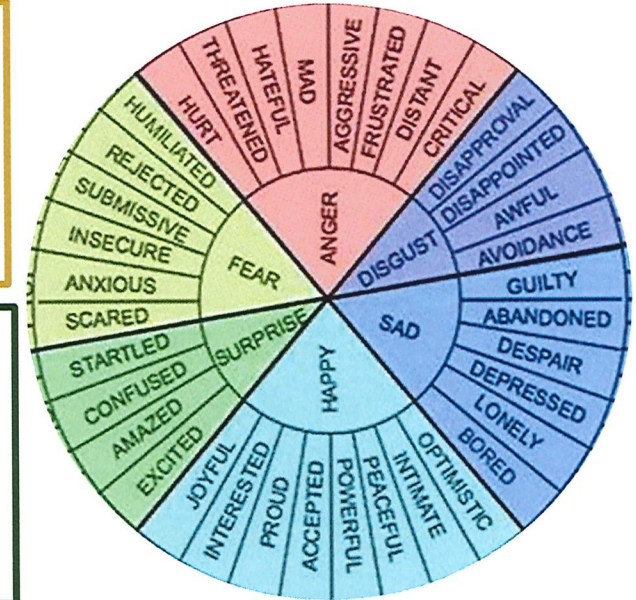 ANGER
HURT
THREATENED
HATEFUL
MAD
AGGRESSIVE
FRUSTRATED
DISTANT
CRITICAL
DISGUST
DISAPPROVAL
DISAPPOINTED
AWFUL
AVOIDANCE
SAD
GUILTY
ABANDONED
DESPAIR
DEPRESSED
LONELY
BORED
HAPPY
OPTIMISTIC
INTIMATE
PEACEFUL
POWERFUL
ACCEPTED
PROUD
INTERESTED
JOYFUL
SURPRISE
EXCITED
AMAZED
CONFUSED
STARTLED
FEAR
SCARED
ANXIOUS
INSECURE
SUBMISSIVE
REJECTED
HUMILIATED